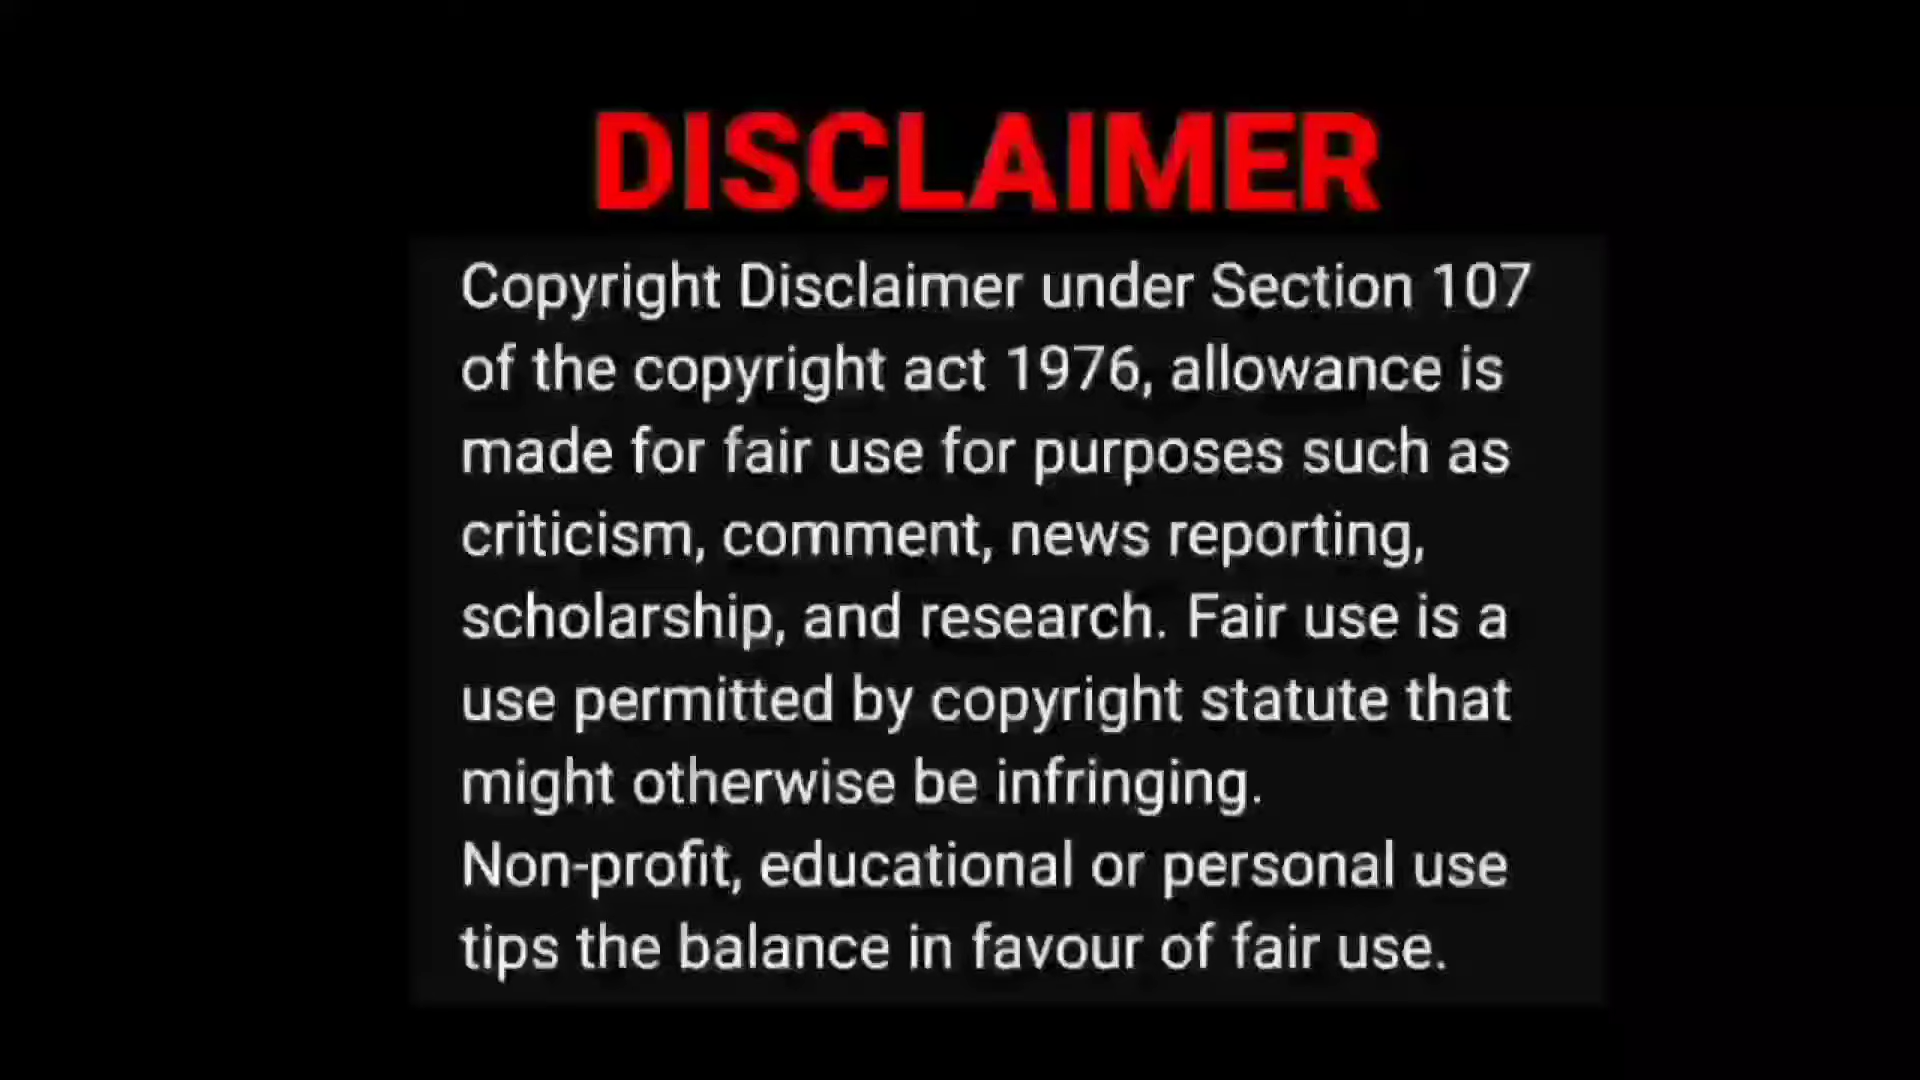 DISCLAIMER
Copyright Disclaimer under Section 107
of the copyright act 1976, allowance is
made for fair use for purposes such as
criticism, comment, news reporting,
scholarship, and research. Fair use is a
use permitted by copyright statute that
might otherwise be infringing.
Non-profit, educational or personal use
tips the balance in favour of fair use.